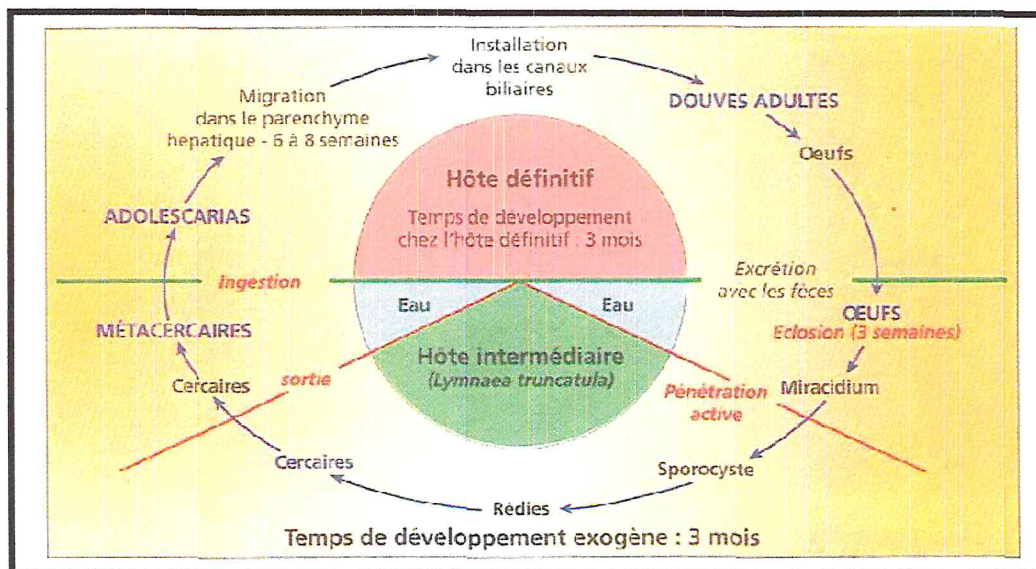 Installation
dans les canaux
biliaires
DOUVES ADULTES
Oeufs
Migration
dans le parenchyme
hepatique - 6 à 8 semaines
ADOLESCARIAS
Hôte définitif
Temps de développement
chez l'hôte définitif : 3 mois
Ingestion
Excrétion
avec les fèces
Eau
Eau
MÉTACERCAIRES
ŒUFS
Eclosion (3 semaines)
Hôte intermédiaire
(Lymnaea truncatula)
Cercaires
sortie
Pénétration
active
Miracidium
Cercaires
Sporocyste
Rédies
Temps de développement exogène : 3 mois